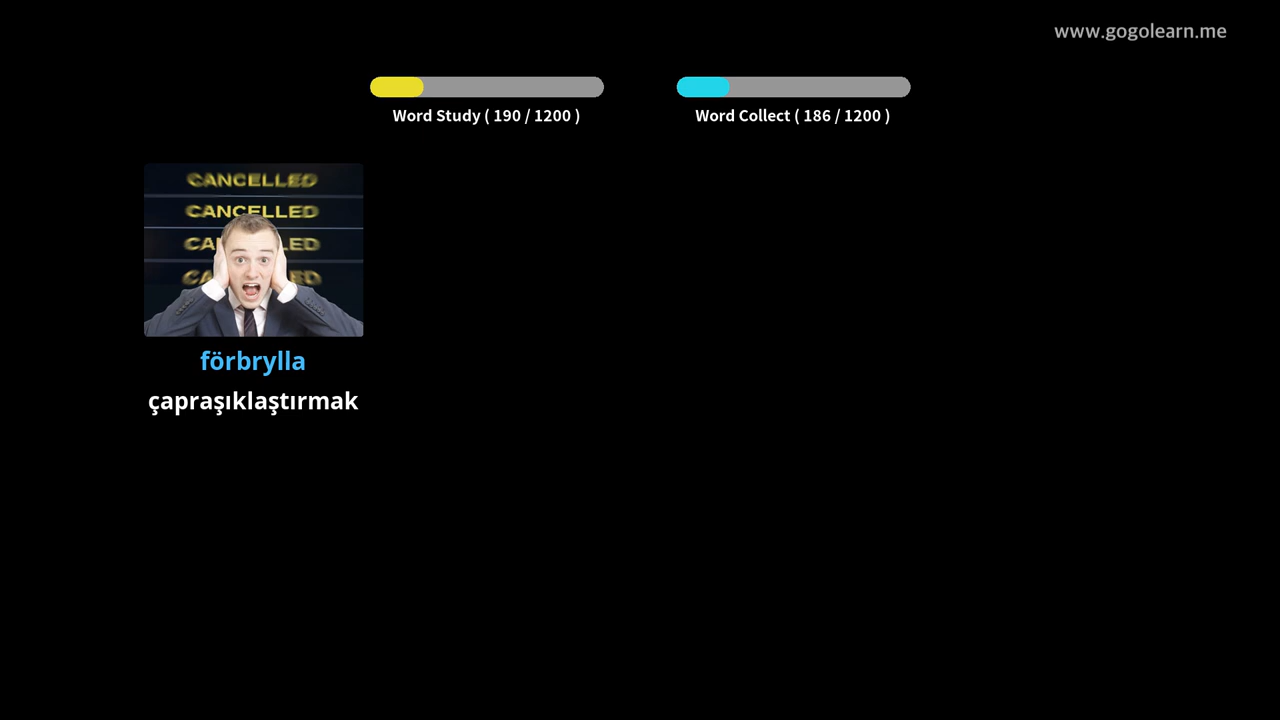 www.gogolearn.me
Word Study ( 190 / 1200 )
Word Collect ( 186 / 1200 )
CANCELLED
CANCELLED
förbrylla
çapraşıklaştırmak